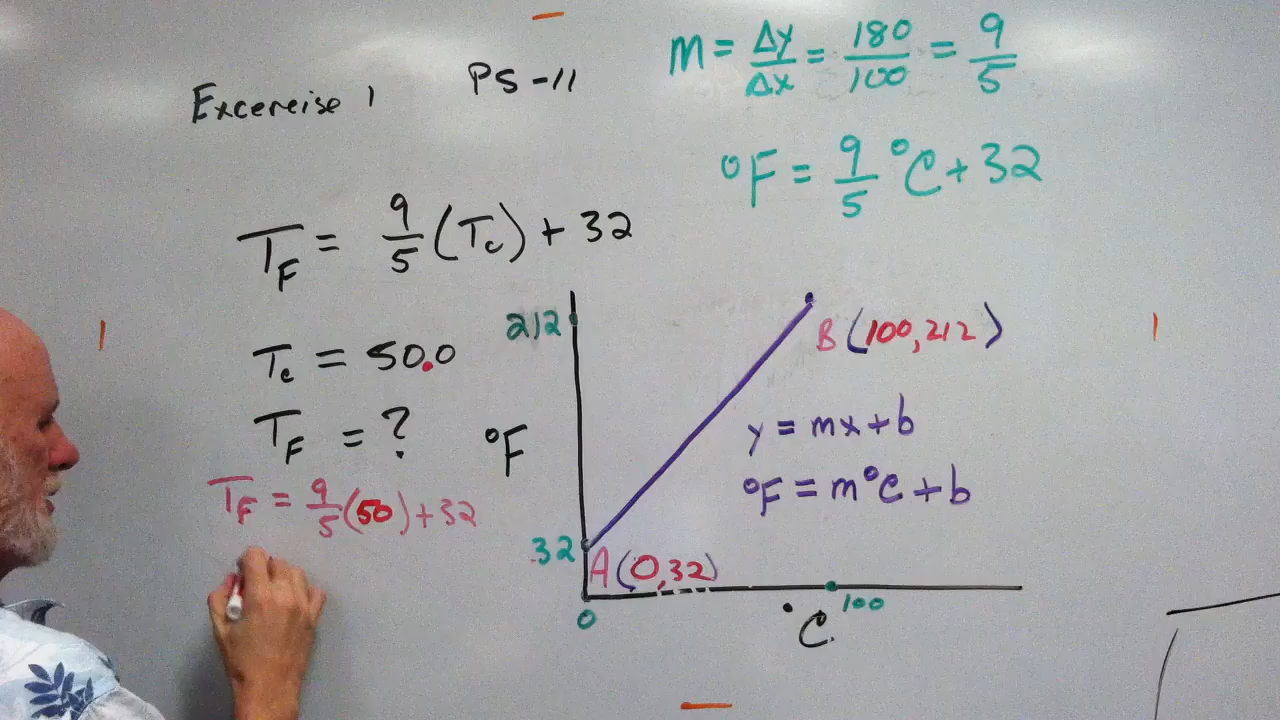 Excercise 1
PS-11
m = Δy/Δx = 180/100 = 9/5
°F = 9/5 °C + 32
T_F = 9/5 (T_c) + 32
T_c = 50.0
T_F = ?
T_F = 9/5 (50) + 32
°F
212
32
0
100
°C
A (0,32)
B (100,212)
y = mx + b
°F = m°C + b